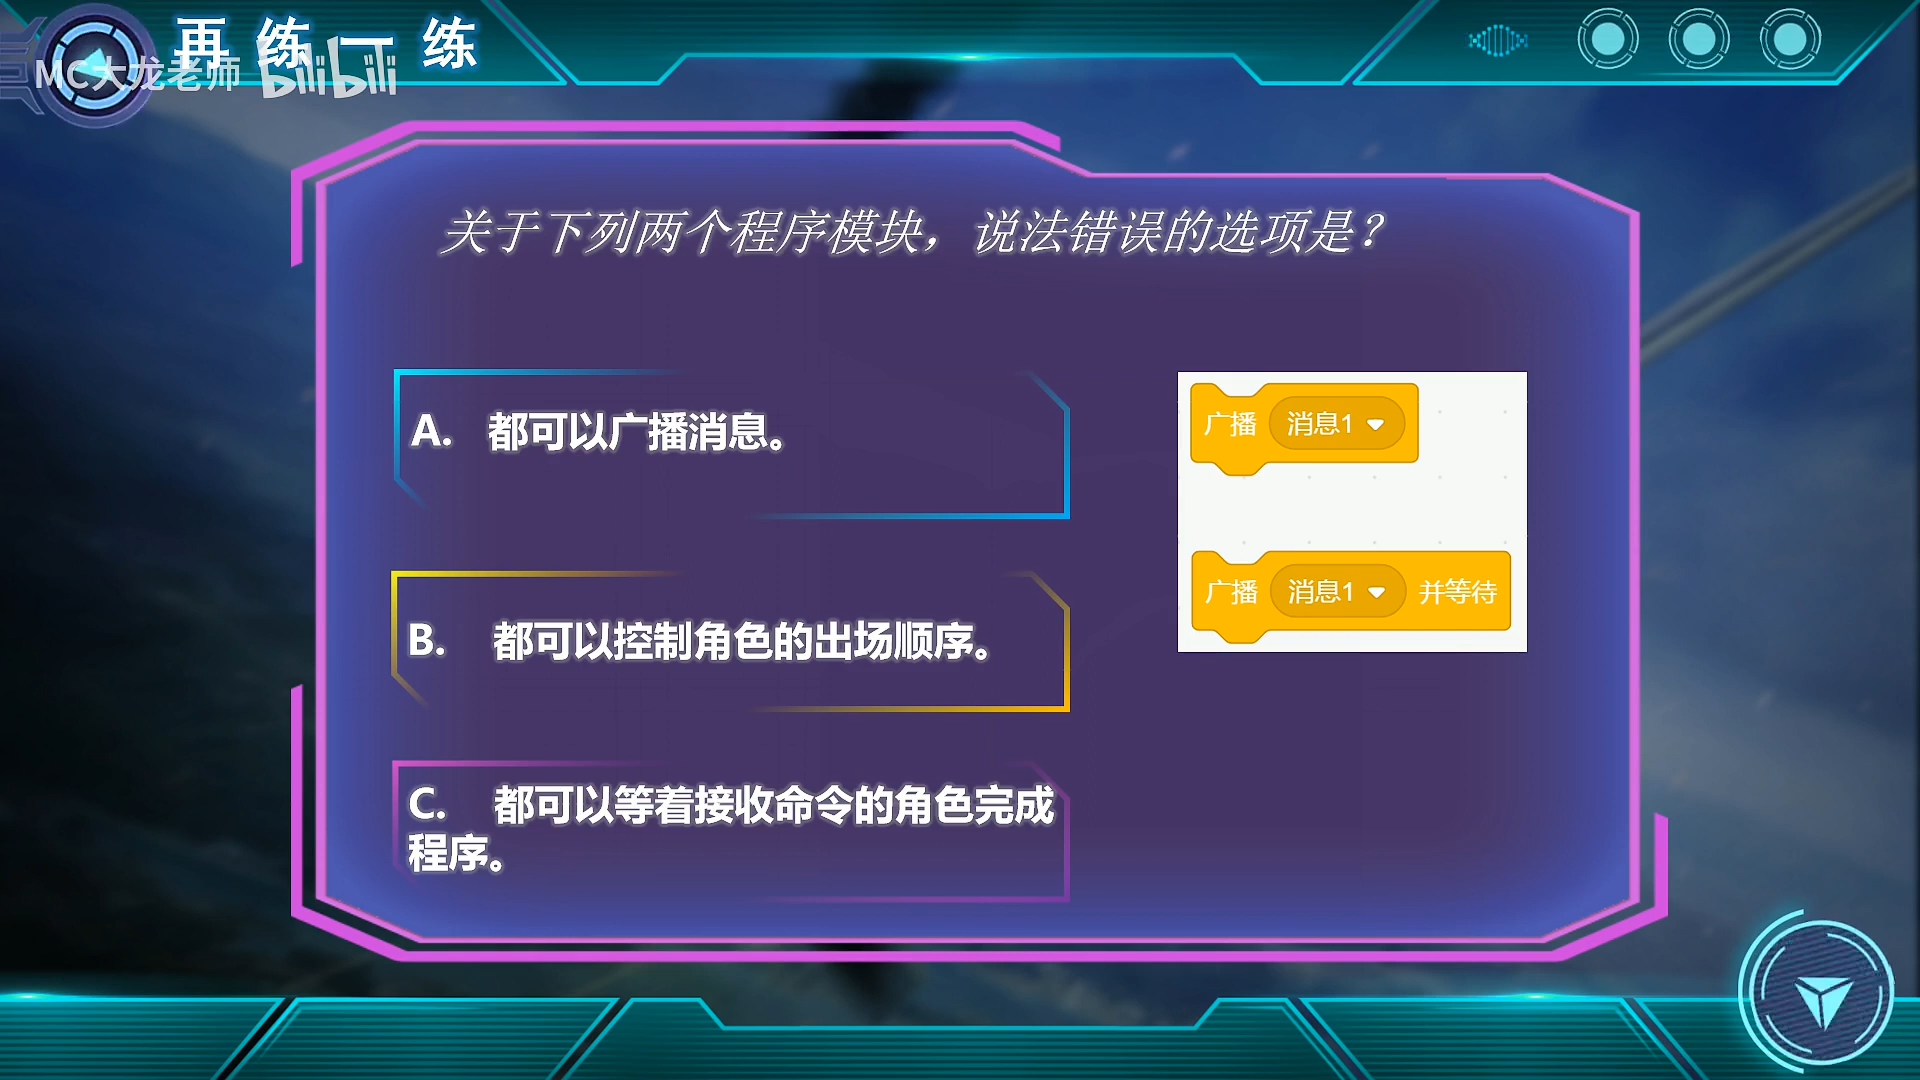 再练一练
MC大龙老师 bilibili
关于下列两个程序模块，说法错误的选项是？
A. 都可以广播消息。
广播 消息1
B. 都可以控制角色的出场顺序。
广播 消息1 并等待
C. 都可以等着接收命令的角色完成
程序。